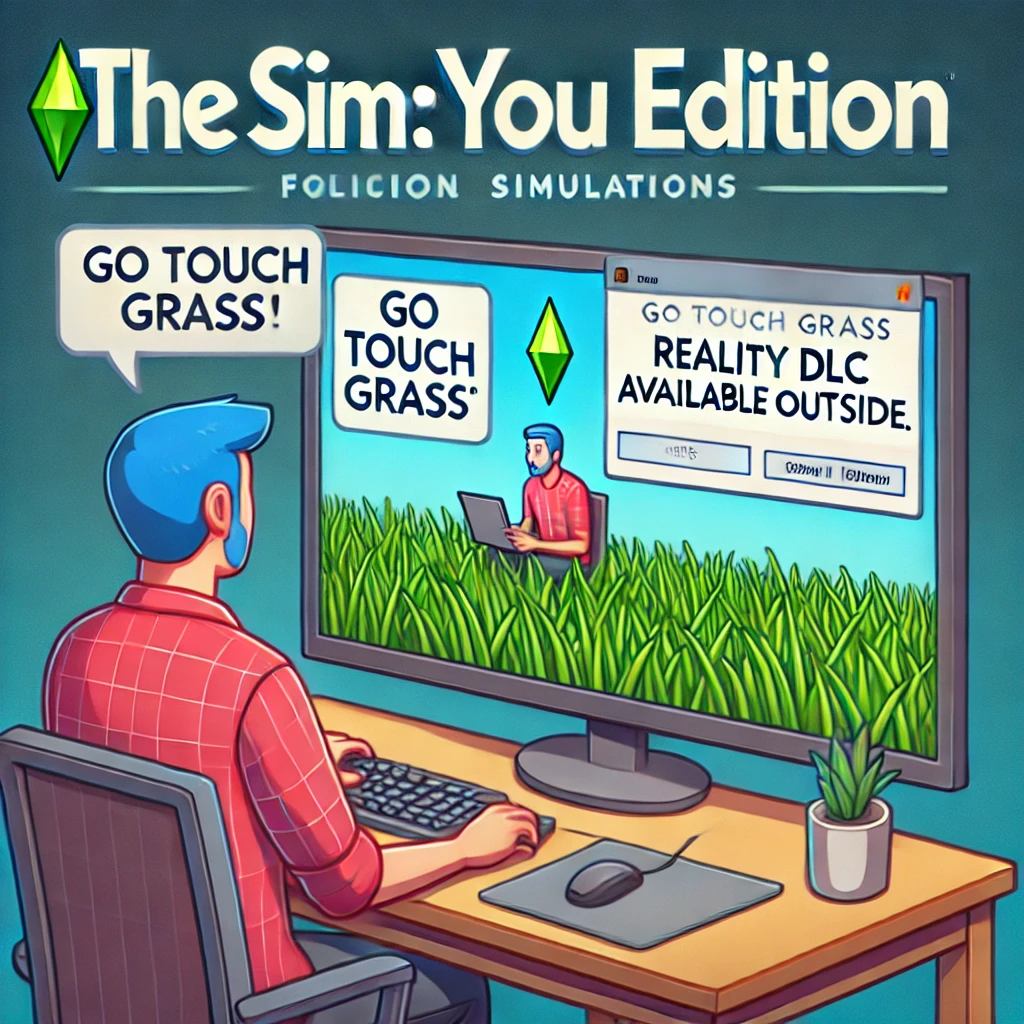 The Sim: You Edition
FOLICION SIMULATIONS
GO TOUCH
GRASS!
GO
TOUCH
GRASS
GO TOUCH GRASS
REALITY DLC
AVAILABLE OUTSIDE.